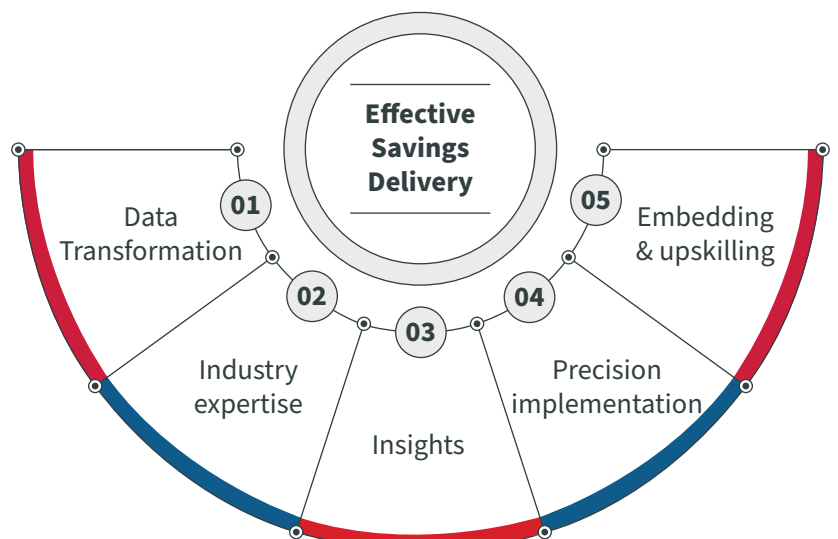 Effective
Savings
Delivery
01
Data
Transformation
02
Industry
expertise
03
Insights
04
Precision
implementation
05
Embedding
& upskilling